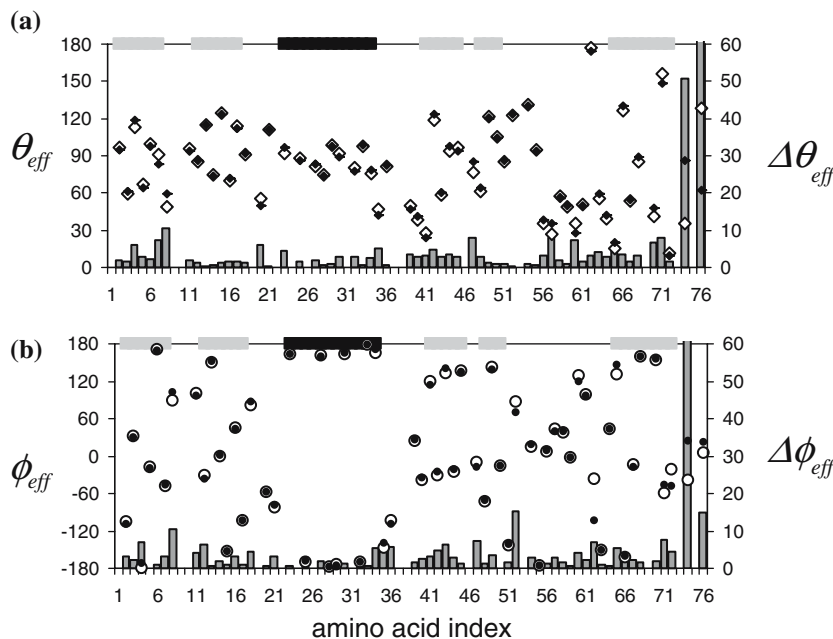 (a)
180 150 120 90 60 30 0
θeff
60 50 40 30 20 10 0
Δθeff
1 6 11 16 21 26 31 36 41 46 51 56 61 66 71 76
(b)
180 120 60 0 -60 -120 -180
ϕeff
60 50 40 30 20 10 0
Δϕeff
1 6 11 16 21 26 31 36 41 46 51 56 61 66 71 76
amino acid index